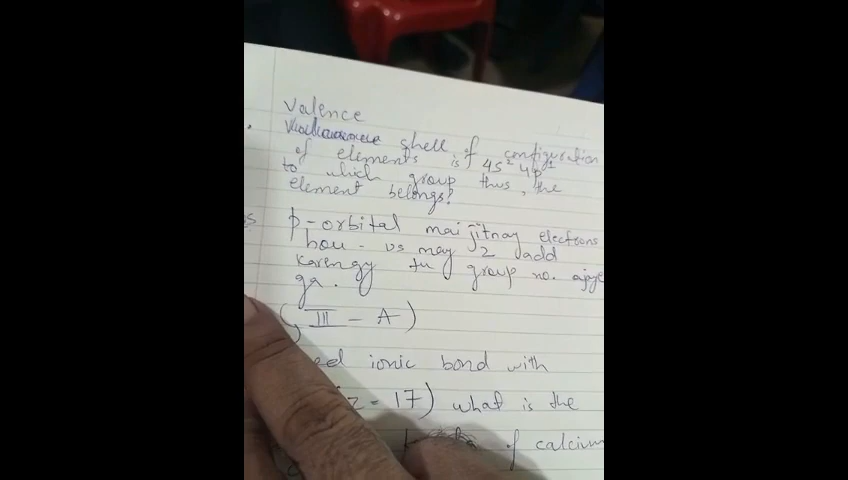 Valence
shell of configuration
of elements is 4s² 4p¹
to which group thus, the
element belongs?
p-orbital mai jitnay electrons
hou - us may 2 add
karengy tu group no. ajaye
ga.
(III - A)
ionic bond with
z = 17) what is the
of calcium